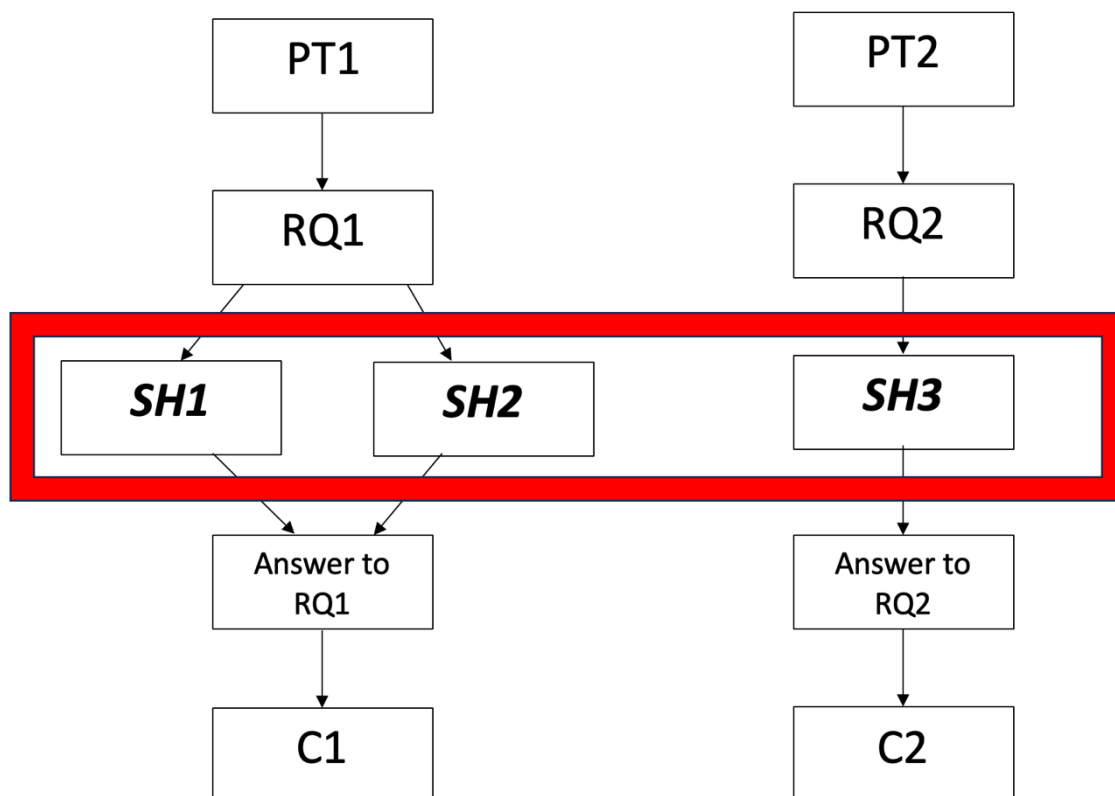 PT1
PT2
RQ1
RQ2
SH1
SH2
SH3
Answer to
RQ1
Answer to
RQ2
C1
C2